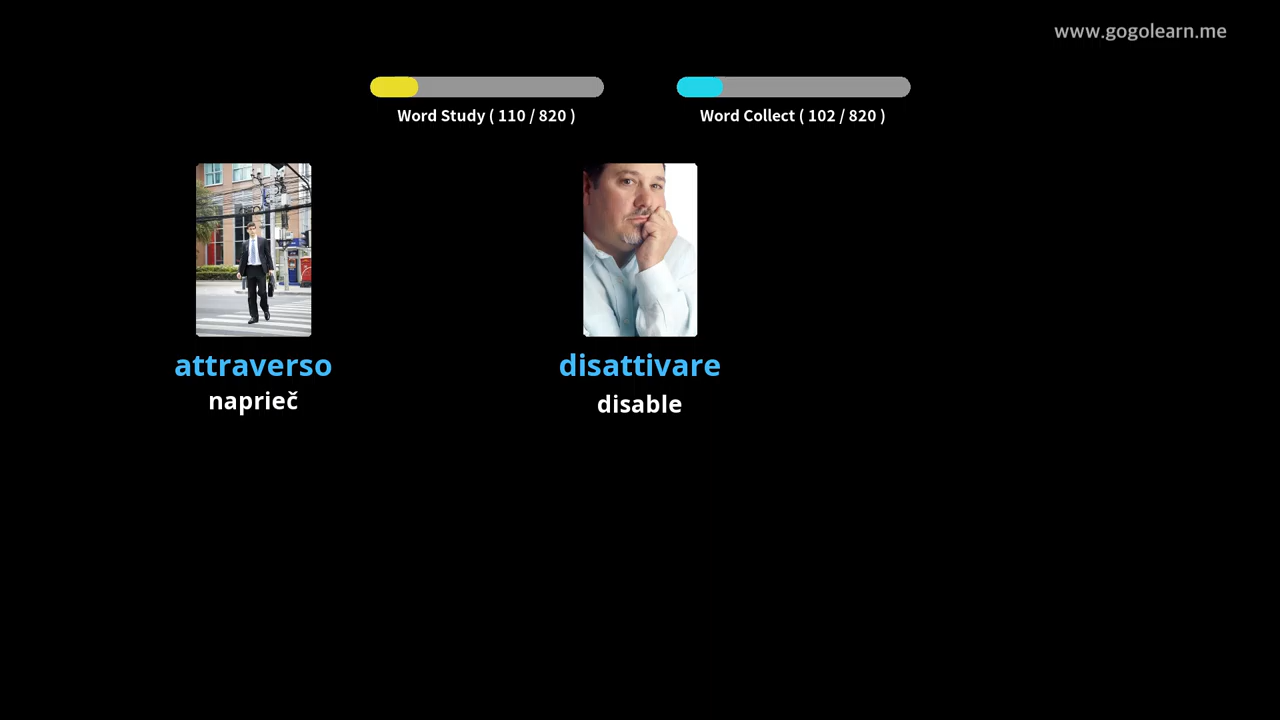 www.gogolearn.me
Word Study ( 110 / 820 )
Word Collect ( 102 / 820 )
attraverso
naprieč
disattivare
disable